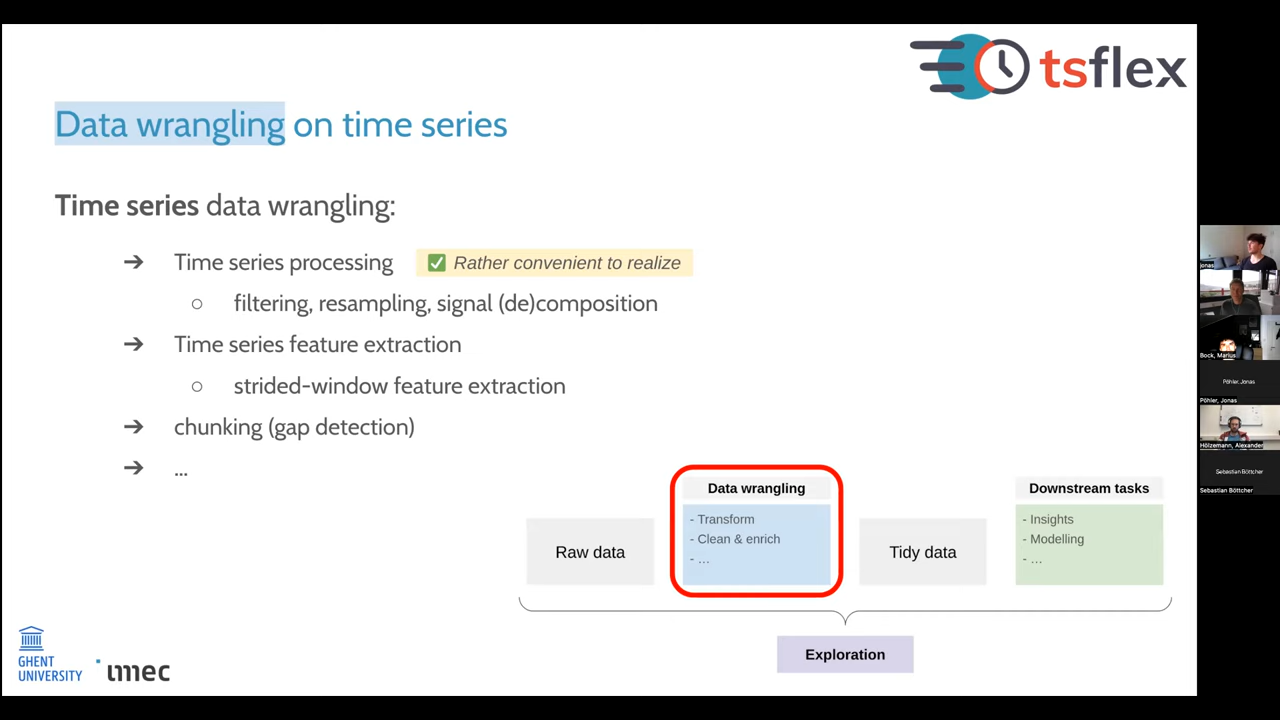 tsflex
Data wrangling on time series
Time series data wrangling:
➔ Time series processing
✅ Rather convenient to realize
○ filtering, resampling, signal (de)composition
➔ Time series feature extraction
○ strided-window feature extraction
➔ chunking (gap detection)
➔ ...
Data wrangling
- Transform
- Clean & enrich
- ...
Downstream tasks
- Insights
- Modelling
- ...
Raw data
Tidy data
Exploration
GHENT
UNIVERSITY
imec
jonas
Bock, Marius
Pöhler, Jonas
Pöhler, Jonas
Hölzemann, Alexander
Sebastian Böttcher
Sebastian Böttcher